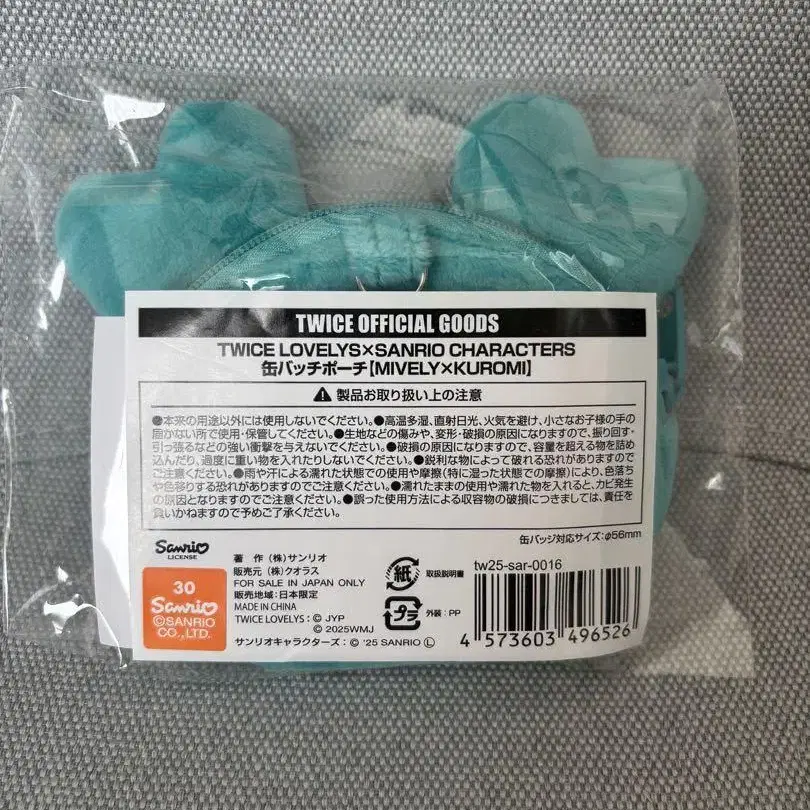 TWICE OFFICIAL GOODS
TWICE LOVELYS×SANRIO CHARACTERS
缶バッチポーチ【MIVELY×KUROMI】
⚠ 製品お取り扱い上の注意
●本来の用途以外には使用しないでください。●高温多湿、直射日光、火気を避け、小さなお子様の手の
届かない所で使用・保管してください。●生地などの傷みや、変形・破損の原因になりますので、振り回す・
引っ張るなどの強い衝撃を与えないでください。●破損の原因になりますので、容量を超える物を詰め
込んだり、過度に重い物を入れたりしないでください。●鋭利な物によって破れる恐れがありますので
ご注意ください。●雨や汗による濡れた状態での使用や摩擦(特に湿った状態での摩擦)により、色落ち
や色移りする恐れがありますのでご注意ください。●濡れたままの使用や濡れた物を入れると、カビ発生
の原因となりますのでご注意ください。●誤った使用方法による収容物の破損につきましては、責任を
負いかねますので予めご了承ください。
缶バッジ対応サイズ:φ56mm
Sanrio
LICENSE
30
Sanrio
©SANRIO
CO.,LTD.
著 作 (株)サンリオ
販売元 (株)クオラス
FOR SALE IN JAPAN ONLY
販売地域:日本限定
MADE IN CHINA
TWICE LOVELYS:© JYP
© 2025WMJ
サンリオキャラクターズ:© '25 SANRIO Ⓛ
紙 取扱説明書
プラ 外装:PP
tw25-sar-0016
4 573603 496526